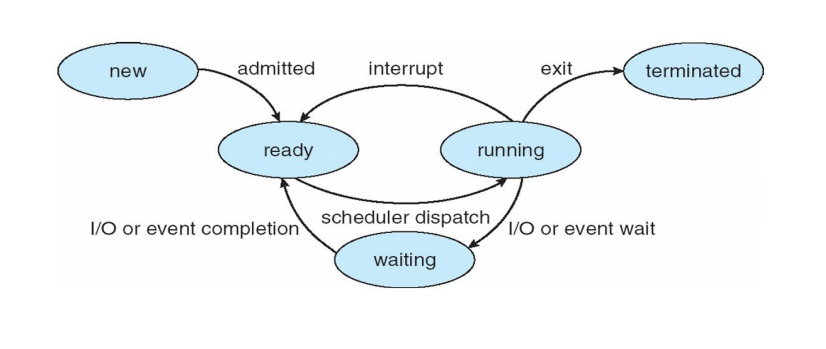 admitted
interrupt
exit
new
terminated
ready
running
scheduler dispatch
I/O or event completion
I/O or event wait
waiting